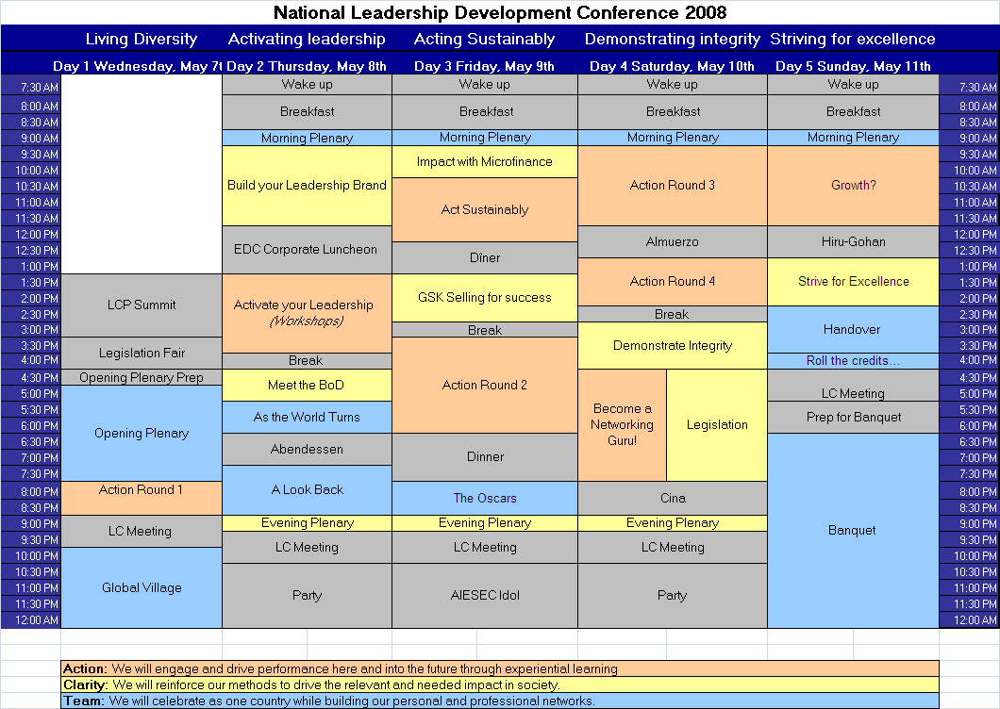 National Leadership Development Conference 2008
Living Diversity Activating leadership Acting Sustainably Demonstrating integrity Striving for excellence
Day 1 Wednesday, May 7t Day 2 Thursday, May 8th Day 3 Friday, May 9th Day 4 Saturday, May 10th Day 5 Sunday, May 11th
7:30 AM Wake up Wake up Wake up Wake up 7:30 AM
8:00 AM Breakfast Breakfast Breakfast Breakfast 8:00 AM
8:30 AM 8:30 AM
9:00 AM Morning Plenary Morning Plenary Morning Plenary Morning Plenary 9:00 AM
9:30 AM Impact with Microfinance 9:30 AM
10:00 AM 10:00 AM
10:30 AM Build your Leadership Brand Action Round 3 Growth? 10:30 AM
11:00 AM Act Sustainably 11:00 AM
11:30 AM 11:30 AM
12:00 PM Almuerzo Hiru-Gohan 12:00 PM
12:30 PM EDC Corporate Luncheon Dîner 12:30 PM
1:00 PM 1:00 PM
1:30 PM Action Round 4 Strive for Excellence 1:30 PM
2:00 PM LCP Summit Activate your Leadership GSK Selling for success 2:00 PM
2:30 PM (Workshops) Break 2:30 PM
3:00 PM Break Handover 3:00 PM
3:30 PM Legislation Fair Demonstrate Integrity 3:30 PM
4:00 PM Break Roll the credits... 4:00 PM
4:30 PM Opening Plenary Prep Meet the BoD Action Round 2 4:30 PM
5:00 PM LC Meeting 5:00 PM
5:30 PM As the World Turns Become a Prep for Banquet 5:30 PM
6:00 PM Opening Plenary Networking Legislation 6:00 PM
6:30 PM Abendessen Guru! 6:30 PM
7:00 PM Dinner 7:00 PM
7:30 PM 7:30 PM
8:00 PM Action Round 1 A Look Back The Oscars Cina 8:00 PM
8:30 PM 8:30 PM
9:00 PM LC Meeting Evening Plenary Evening Plenary Evening Plenary Banquet 9:00 PM
9:30 PM LC Meeting LC Meeting LC Meeting 9:30 PM
10:00 PM 10:00 PM
10:30 PM 10:30 PM
11:00 PM Global Village Party AIESEC Idol Party 11:00 PM
11:30 PM 11:30 PM
12:00 AM 12:00 AM
Action: We will engage and drive performance here and into the future through experiential learning
Clarity: We will reinforce our methods to drive the relevant and needed impact in society.
Team: We will celebrate as one country while building our personal and professional networks.